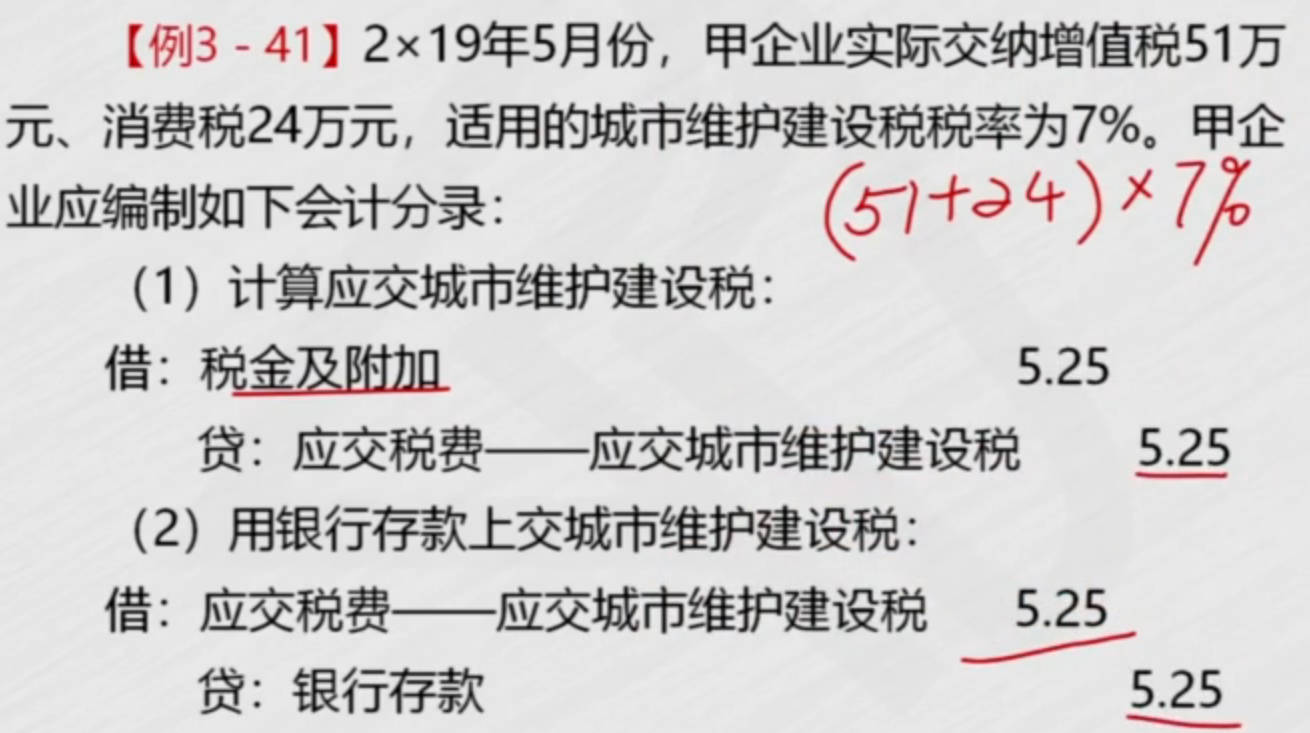 【例3-41】2×19年5月份，甲企业实际交纳增值税51万
元、消费税24万元，适用的城市维护建设税税率为7%。甲企
业应编制如下会计分录：
(51+24)×7%
（1）计算应交城市维护建设税：
借：税金及附加 5.25
贷：应交税费——应交城市维护建设税 5.25
（2）用银行存款上交城市维护建设税：
借：应交税费——应交城市维护建设税 5.25
贷：银行存款 5.25